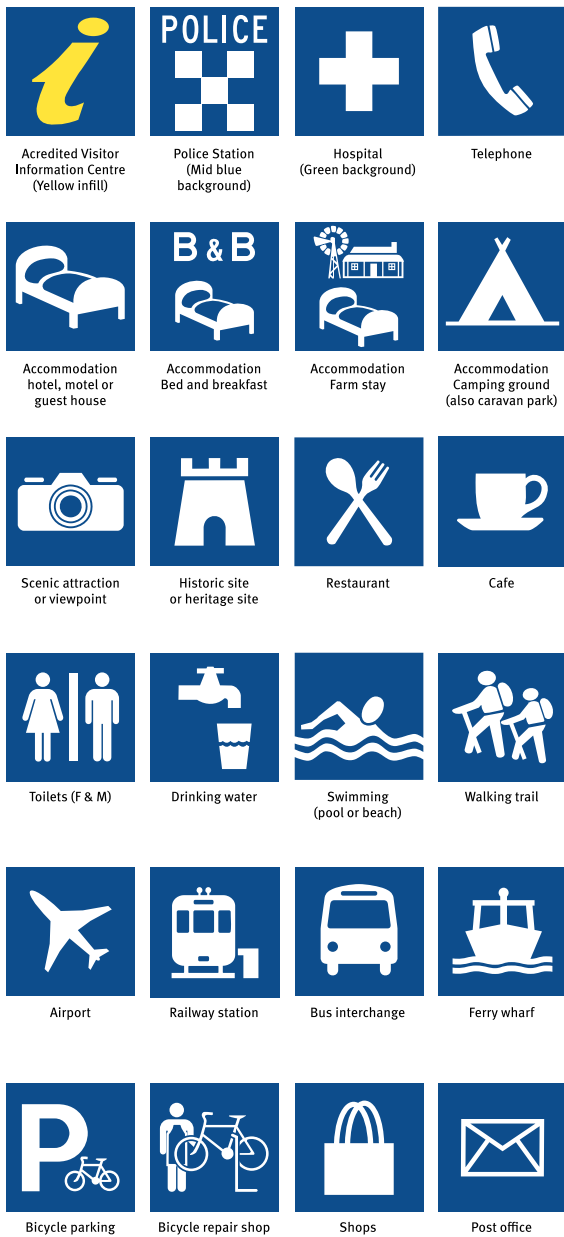 POLICE
Acredited Visitor
Information Centre
(Yellow infill)
Police Station
(Mid blue
background)
Hospital
(Green background)
Telephone
B & B
Accommodation
hotel, motel or
guest house
Accommodation
Bed and breakfast
Accommodation
Farm stay
Accommodation
Camping ground
(also caravan park)
Scenic attraction
or viewpoint
Historic site
or heritage site
Restaurant
Cafe
Toilets (F & M)
Drinking water
Swimming
(pool or beach)
Walking trail
Airport
Railway station
Bus interchange
Ferry wharf
P
Bicycle parking
Bicycle repair shop
Shops
Post office